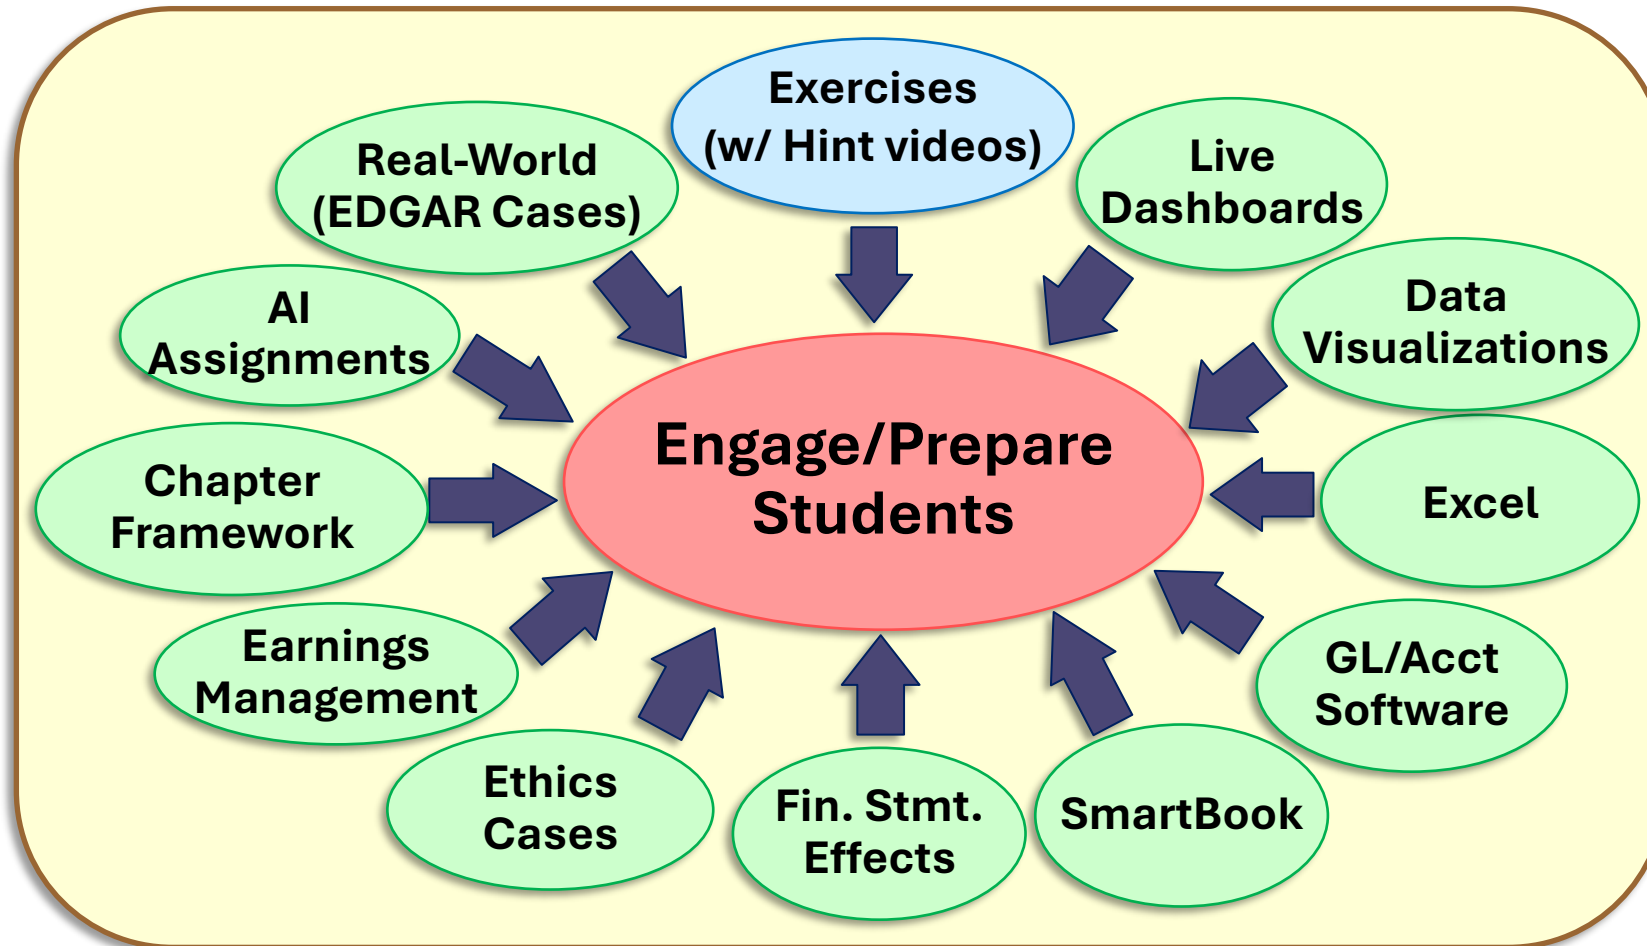 Exercises
(w/ Hint videos)
Real-World
(EDGAR Cases)
Live
Dashboards
AI
Assignments
Data
Visualizations
Engage/Prepare
Students
Chapter
Framework
Excel
Earnings
Management
GL/Acct
Software
Ethics
Cases
Fin. Stmt.
Effects
SmartBook